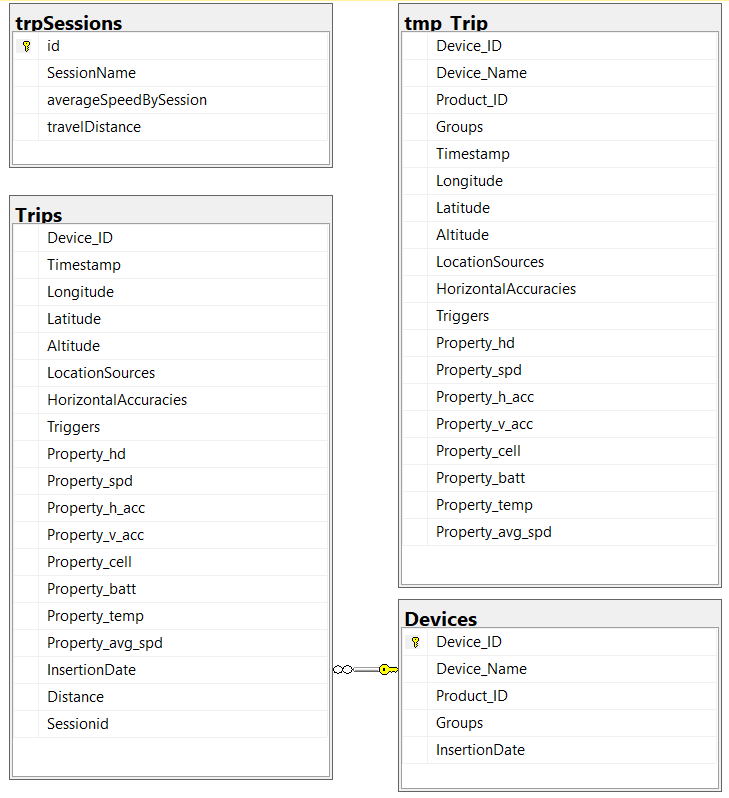 trpSessions
id
SessionName
averageSpeedBySession
travelDistance
Trips
Device_ID
Timestamp
Longitude
Latitude
Altitude
LocationSources
HorizontalAccuracies
Triggers
Property_hd
Property_spd
Property_h_acc
Property_v_acc
Property_cell
Property_batt
Property_temp
Property_avg_spd
InsertionDate
Distance
Sessionid
tmp_Trip
Device_ID
Device_Name
Product_ID
Groups
Timestamp
Longitude
Latitude
Altitude
LocationSources
HorizontalAccuracies
Triggers
Property_hd
Property_spd
Property_h_acc
Property_v_acc
Property_cell
Property_batt
Property_temp
Property_avg_spd
Devices
Device_ID
Device_Name
Product_ID
Groups
InsertionDate